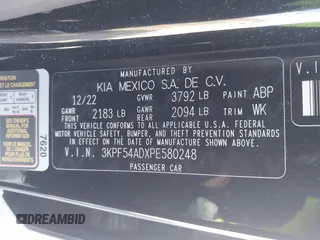 MANUFACTURED BY
KIA MEXICO S.A. DE C.V.
12/22 GVWR 3792 LB PAINT ABP
GAWR FRONT 2183 LB GAWR REAR 2094 LB TRIM WK
THIS VEHICLE CONFORMS TO ALL APPLICABLE U.S.
FEDERAL MOTOR VEHICLE SAFETY, BUMPER, AND
THEFT PREVENTION STANDARDS IN EFFECT ON
THE DATE OF MANUFACTURE SHOWN ABOVE.
V.I.N. 3KPF54ADXPE580248
PASSENGER CAR
7620
V.I.
DREAMBID